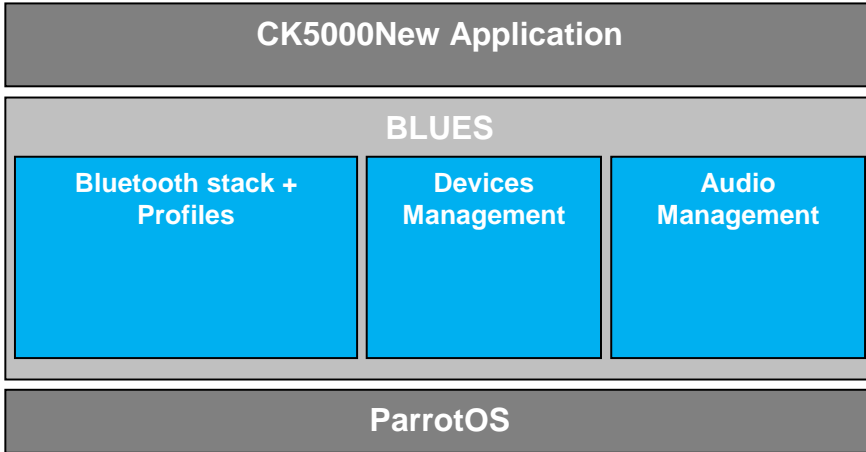 CK5000New Application
BLUES
Bluetooth stack +
Profiles
Devices
Management
Audio
Management
ParrotOS